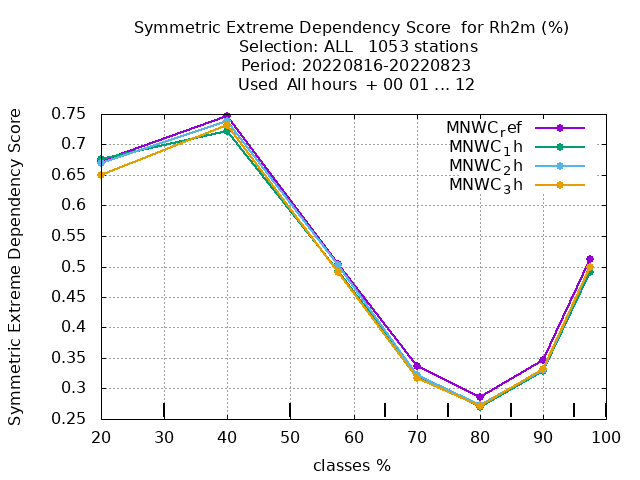 Symmetric Extreme Dependency Score  for Rh2m (%)
Selection: ALL   1053 stations
Period: 20220816-20220823
Used  All hours  + 00 01 ... 12
Symmetric Extreme Dependency Score
0.75
0.7
0.65
0.6
0.55
0.5
0.45
0.4
0.35
0.3
0.25
MNWC_ref
MNWC_1h
MNWC_2h
MNWC_3h
20 30 40 50 60 70 80 90 100
classes %